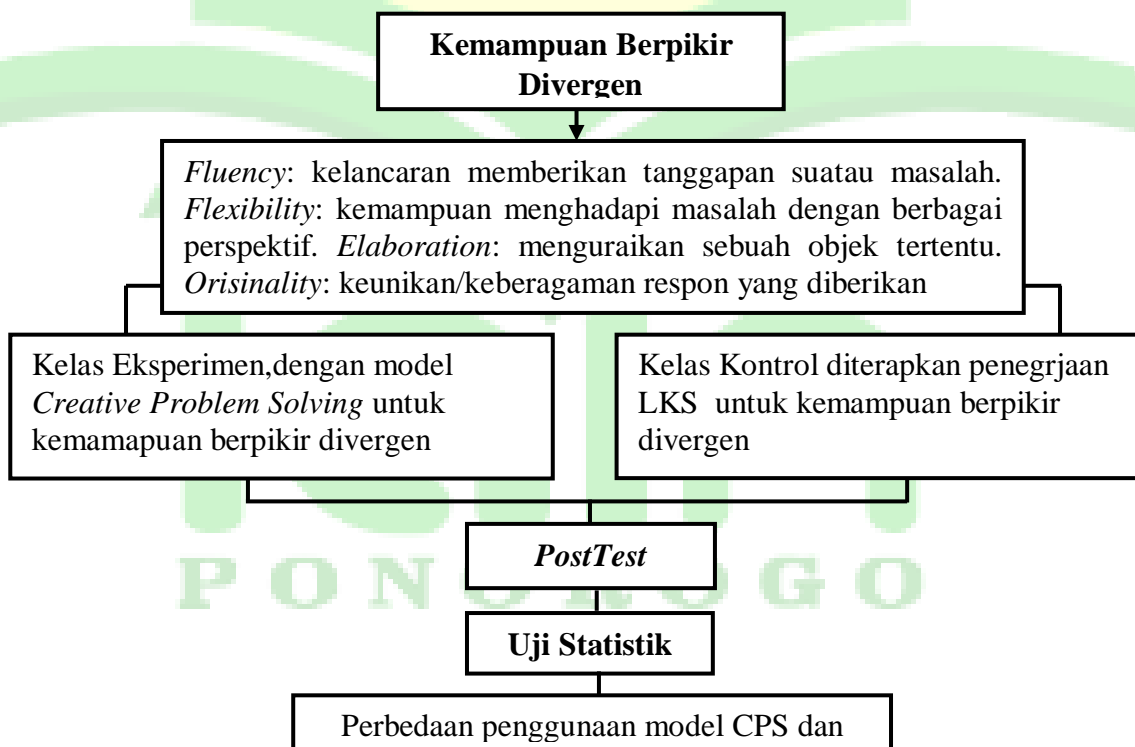 Kemampuan Berpikir
Divergen
Fluency: kelancaran memberikan tanggapan suatau masalah.
Flexibility: kemampuan menghadapi masalah dengan berbagai
perspektif. Elaboration: menguraikan sebuah objek tertentu.
Orisinality: keunikan/keberagaman respon yang diberikan
Kelas Eksperimen,dengan model
Creative Problem Solving untuk
kemamapuan berpikir divergen
Kelas Kontrol diterapkan penegrjaan
LKS untuk kemampuan berpikir
divergen
PostTest
PONOROGO
Uji Statistik
Perbedaan penggunaan model CPS dan